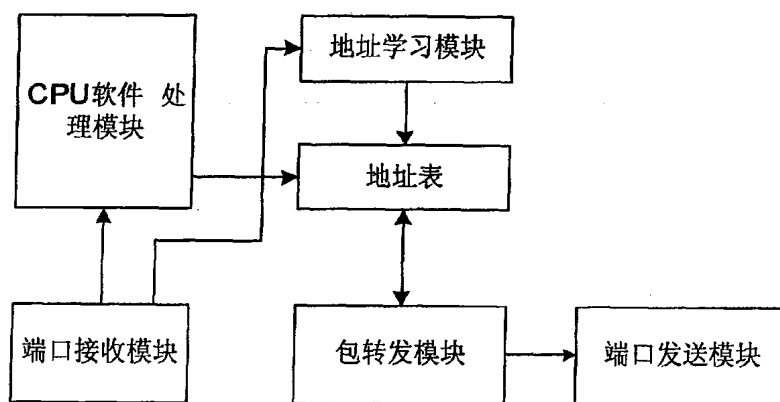 地址学习模块
CPU软件 处
理模块
地址表
端口接收模块
包转发模块
端口发送模块